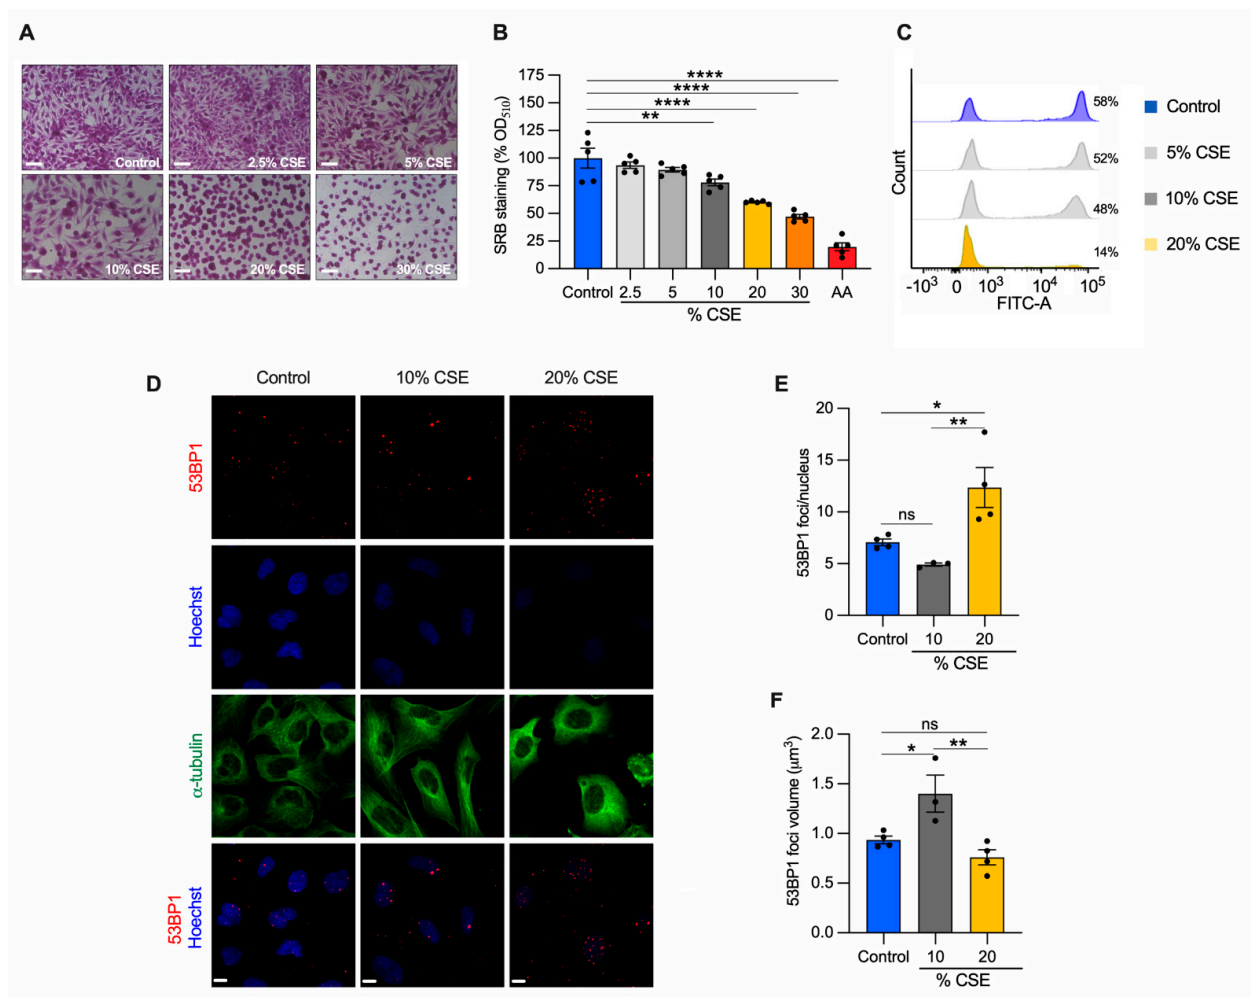 A
Control
2.5% CSE
5% CSE
10% CSE
20% CSE
30% CSE
B
SRB staining (% OD510)
175
150
125
100
75
50
25
0
****
****
****
**
Control 2.5 5 10 20 30 AA
% CSE
C
Count
58%
52%
48%
14%
-10³ 0 10³ 10⁴ 10⁵
FITC-A
Control
5% CSE
10% CSE
20% CSE
D
Control 10% CSE 20% CSE
53BP1
Hoechst
α-tubulin
53BP1
Hoechst
E
53BP1 foci/nucleus
20
15
10
5
0
*
**
ns
Control 10 20
% CSE
F
53BP1 foci volume (μm³)
2.0
1.5
1.0
0.5
0.0
ns
* **
Control 10 20
% CSE